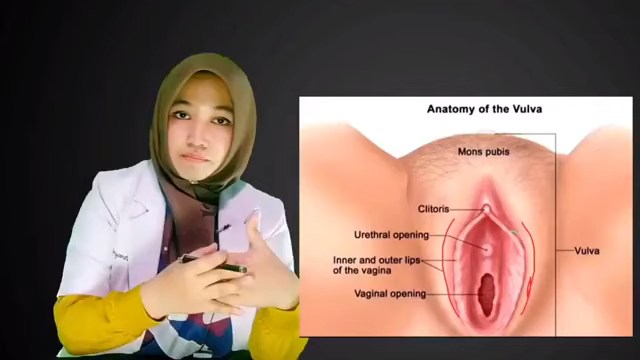 Anatomy of the Vulva
Mons pubis
Clitoris
Urethral opening
Inner and outer lips
of the vagina
Vaginal opening
Vulva